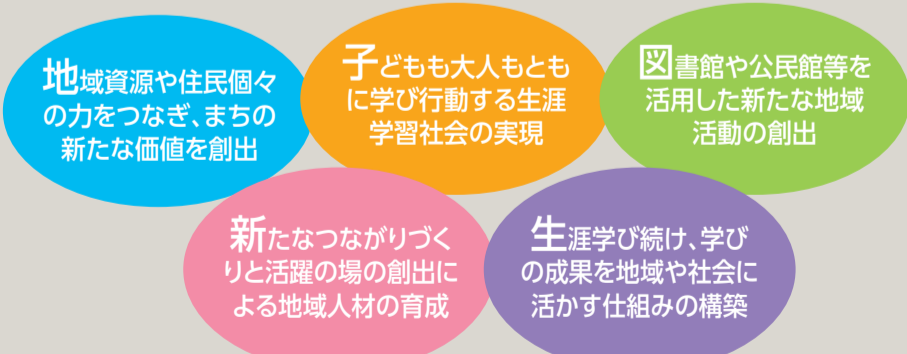 地域資源や住民個々
の力をつなぎ、まちの
新たな価値を創出
子どもも大人もとも
に学び行動する生涯
学習社会の実現
図書館や公民館等を
活用した新たな地域
活動の創出
新たなつながりづく
りと活躍の場の創出に
よる地域人材の育成
生涯学び続け、学び
の成果を地域や社会に
活かす仕組みの構築